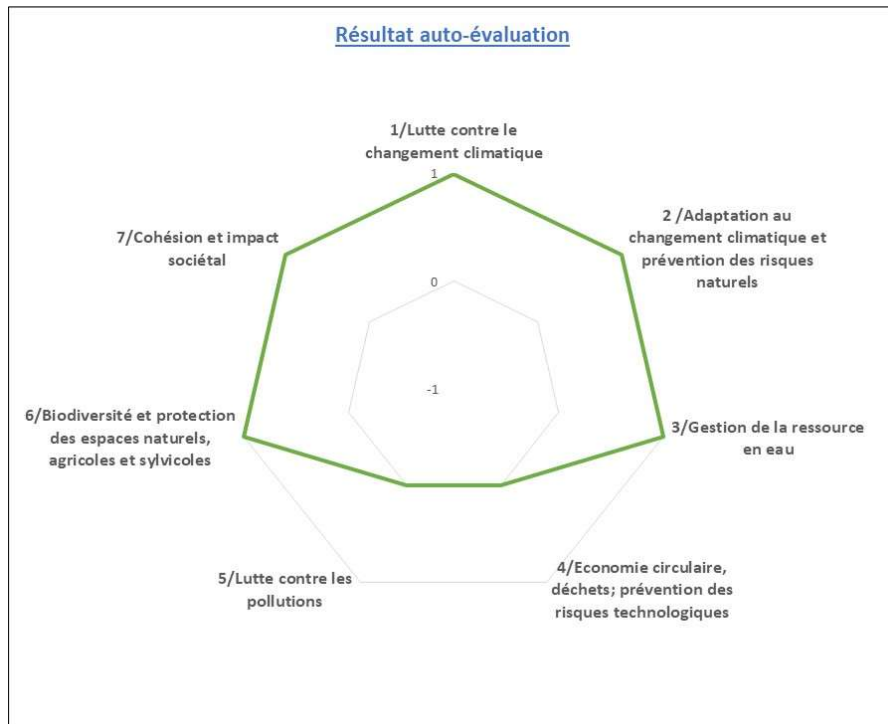 Résultat auto-évaluation
1/Lutte contre le
changement climatique
1
2 /Adaptation au
changement climatique et
prévention des risques
naturels
7/Cohésion et impact
sociétal
0
-1
6/Biodiversité et protection
des espaces naturels,
agricoles et sylvicoles
3/Gestion de la ressource
en eau
5/Lutte contre les
pollutions
4/Economie circulaire,
déchets; prévention des
risques technologiques